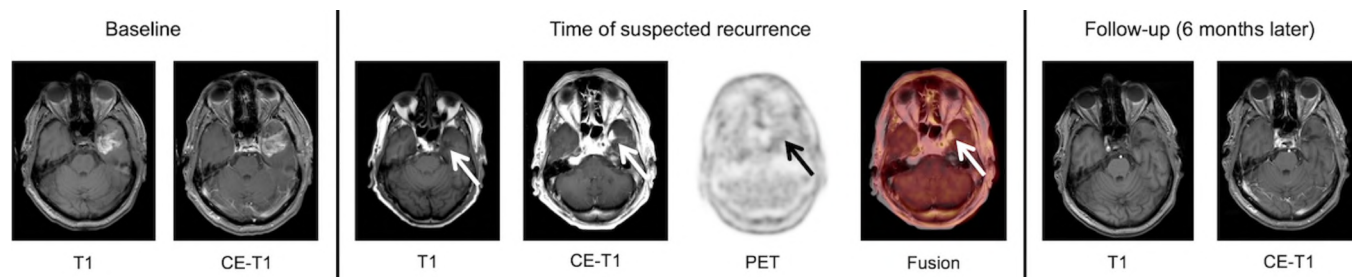 Baseline
Time of suspected recurrence
Follow-up (6 months later)
T1
CE-T1
T1
CE-T1
PET
Fusion
T1
CE-T1